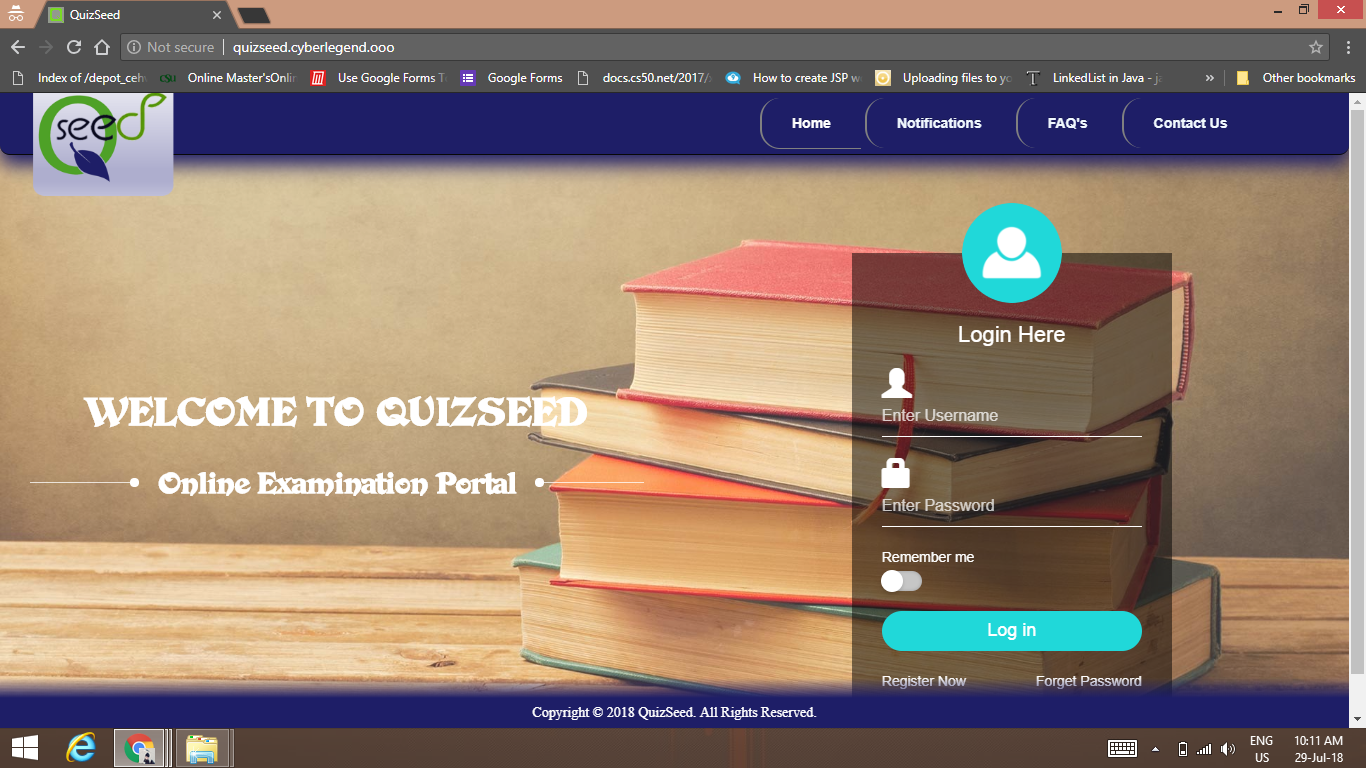 QuizSeed
Not secure
quizseed.cyberlegend.ooo
Index of /depot_ceh
CSU
Online Master'sOnlin
Use Google Forms T
Google Forms
docs.cs50.net/2017/
How to create JSP w
Uploading files to yo
T
LinkedList in Java - ja
»
Other bookmarks
seed
Home
Notifications
FAQ's
Contact Us
Login Here
Enter Username
WELCOME TO QUIZSEED
Online Examination Portal
Enter Password
Remember me
Log in
Register Now
Forget Password
Copyright © 2018 QuizSeed. All Rights Reserved.
ENG
US
10:11 AM
29-Jul-18